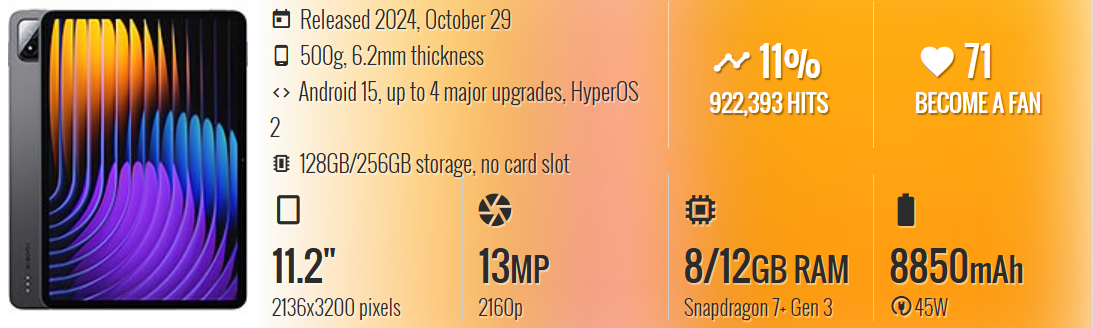 Released 2024, October 29
500g, 6.2mm thickness
Android 15, up to 4 major upgrades, HyperOS
2
128GB/256GB storage, no card slot
11%
922,393 HITS
71
BECOME A FAN
11.2"
2136x3200 pixels
13MP
2160p
8/12GB RAM
Snapdragon 7+ Gen 3
8850mAh
45W